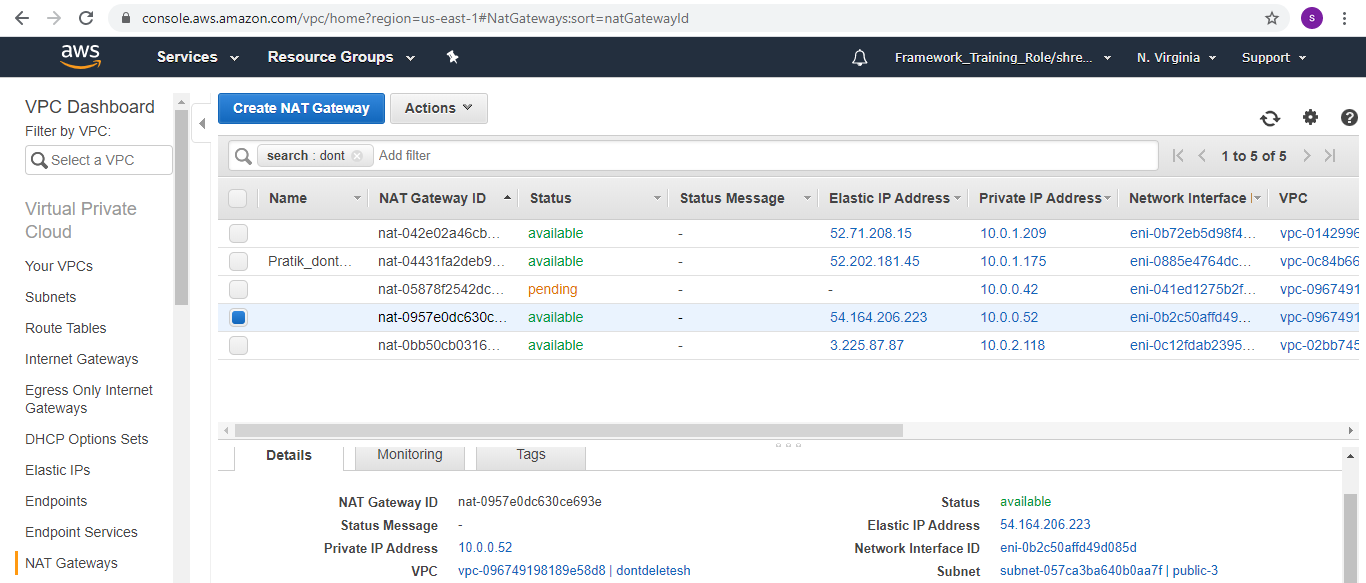 console.aws.amazon.com/vpc/home?region=us-east-1#NatGateways:sort=natGatewayId
S
aws Services Resource Groups Framework_Training_Role/shre... N. Virginia Support
VPC Dashboard
Filter by VPC:
Select a VPC
Virtual Private
Cloud
Your VPCs
Subnets
Route Tables
Internet Gateways
Egress Only Internet
Gateways
DHCP Options Sets
Elastic IPs
Endpoints
Endpoint Services
NAT Gateways
Create NAT Gateway Actions
search : dont Add filter 1 to 5 of 5
Name NAT Gateway ID Status Status Message Elastic IP Address Private IP Address Network Interface VPC
nat-042e02a46cb... available - 52.71.208.15 10.0.1.209 eni-0b72eb5d98f4... vpc-0142996
Pratik_dont... nat-04431fa2deb9... available - 52.202.181.45 10.0.1.175 eni-0885e4764dc... vpc-0c84b66
nat-05878f2542dc... pending - - 10.0.0.42 eni-041ed1275b2f... vpc-0967491
nat-0957e0dc630c... available - 54.164.206.223 10.0.0.52 eni-0b2c50affd49... vpc-0967491
nat-0bb50cb0316... available - 3.225.87.87 10.0.2.118 eni-0c12fdab2395... vpc-02bb745
Details Monitoring Tags
NAT Gateway ID nat-0957e0dc630ce693e Status available
Status Message - Elastic IP Address 54.164.206.223
Private IP Address 10.0.0.52 Network Interface ID eni-0b2c50affd49d085d
VPC vpc-096749198189e58d8 | dontdeletesh Subnet subnet-057ca3ba640b0aa7f | public-3